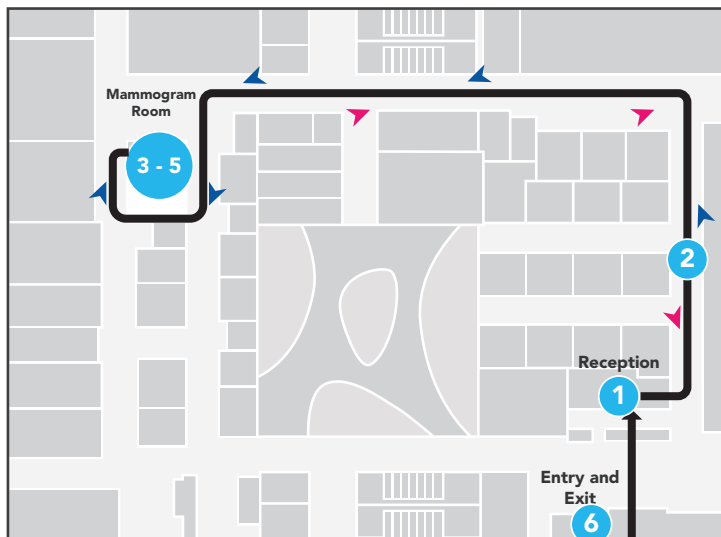 Mammogram
Room
3 - 5
2
Reception
1
Entry and
Exit
6